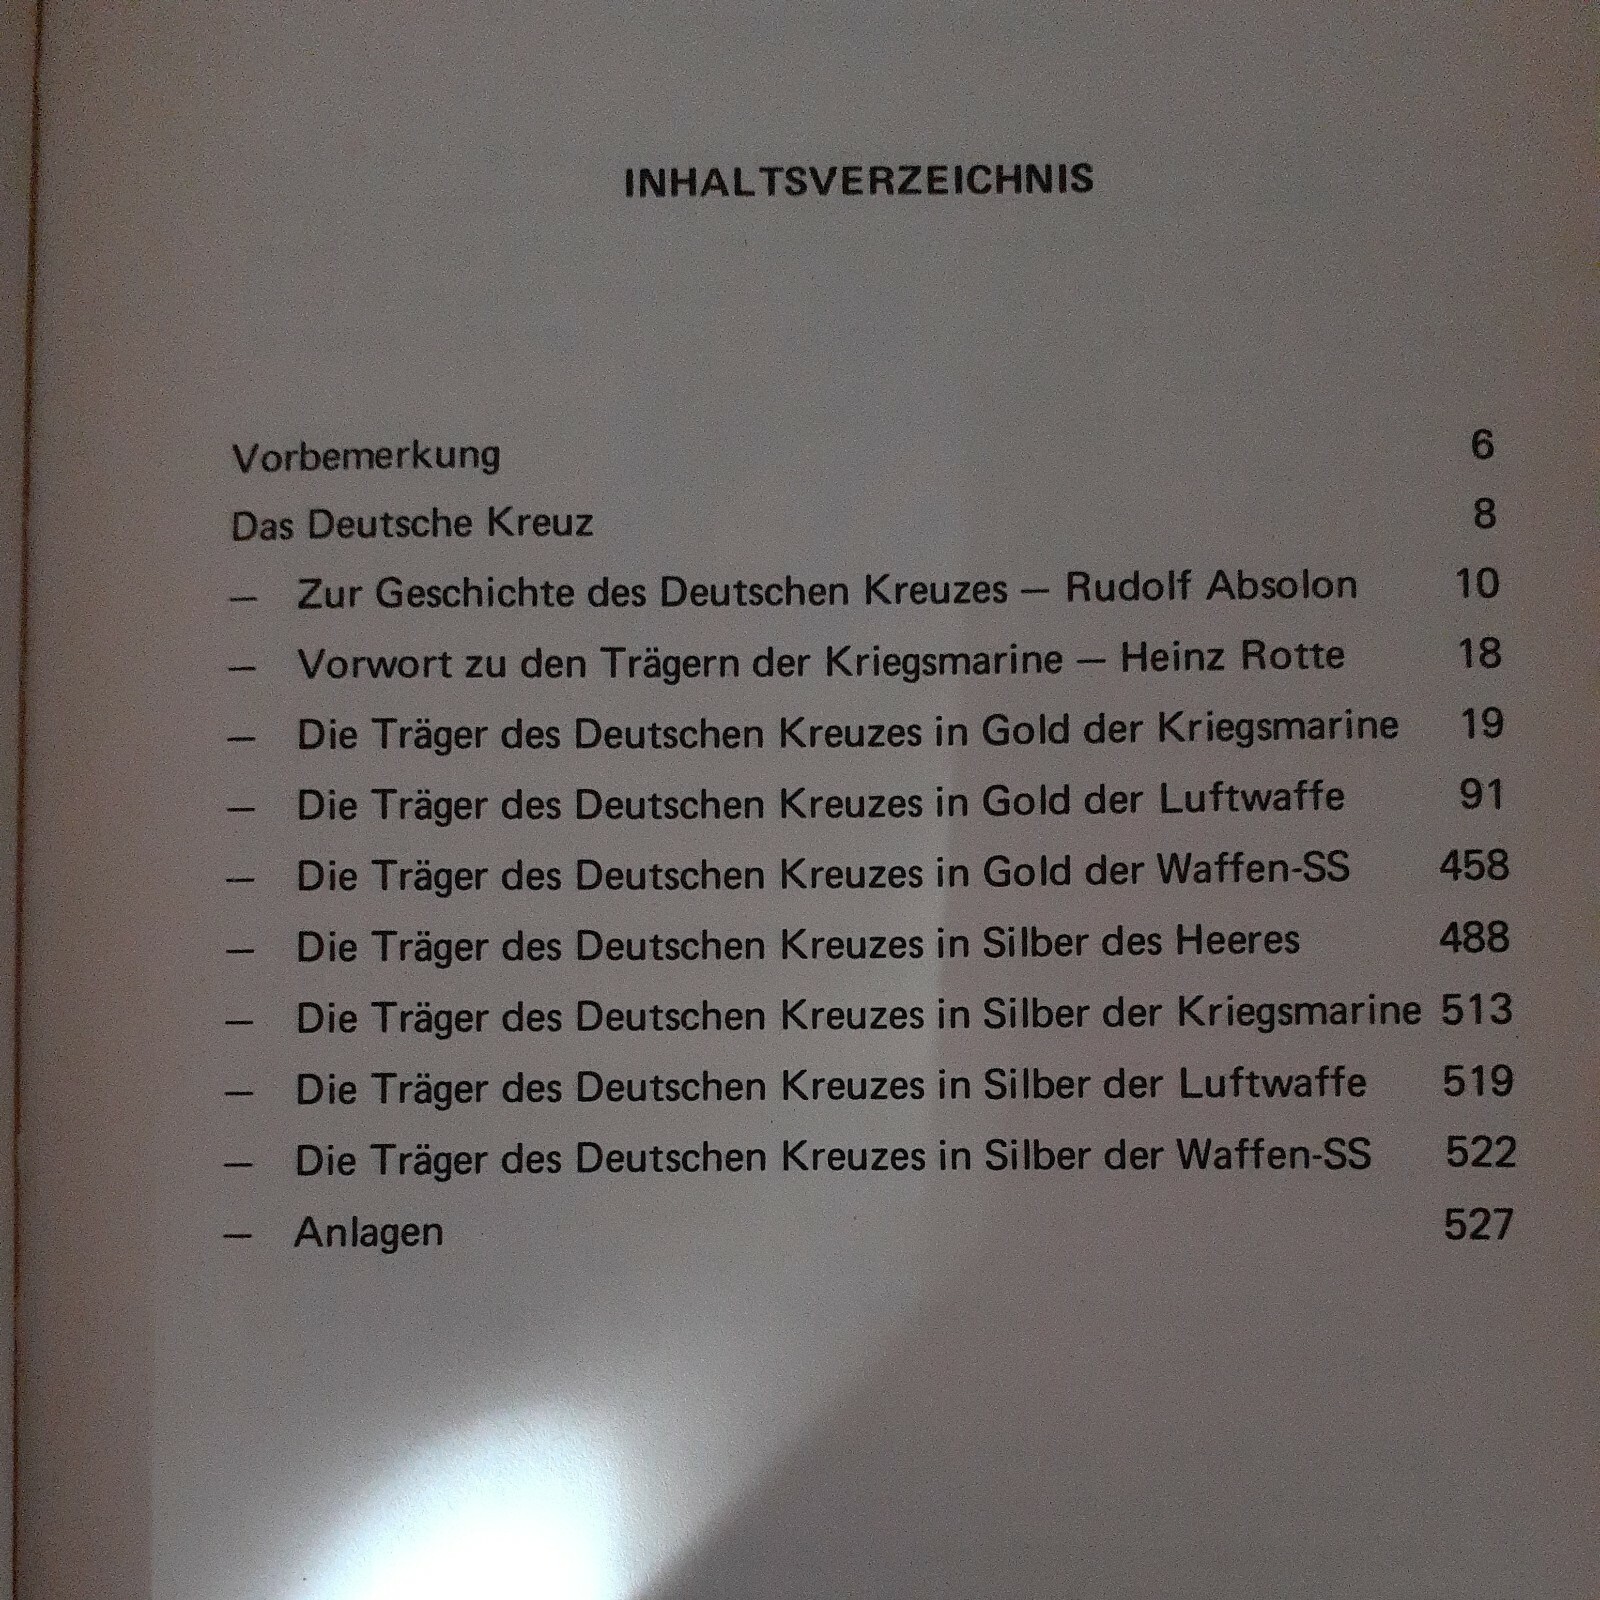 INHALTSVERZEICHNIS
Vorbemerkung 6
Das Deutsche Kreuz 8
— Zur Geschichte des Deutschen Kreuzes — Rudolf Absolon 10
— Vorwort zu den Trägern der Kriegsmarine — Heinz Rotte 18
— Die Träger des Deutschen Kreuzes in Gold der Kriegsmarine 19
— Die Träger des Deutschen Kreuzes in Gold der Luftwaffe 91
— Die Träger des Deutschen Kreuzes in Gold der Waffen-SS 458
— Die Träger des Deutschen Kreuzes in Silber des Heeres 488
— Die Träger des Deutschen Kreuzes in Silber der Kriegsmarine 513
— Die Träger des Deutschen Kreuzes in Silber der Luftwaffe 519
— Die Träger des Deutschen Kreuzes in Silber der Waffen-SS 522
— Anlagen 527